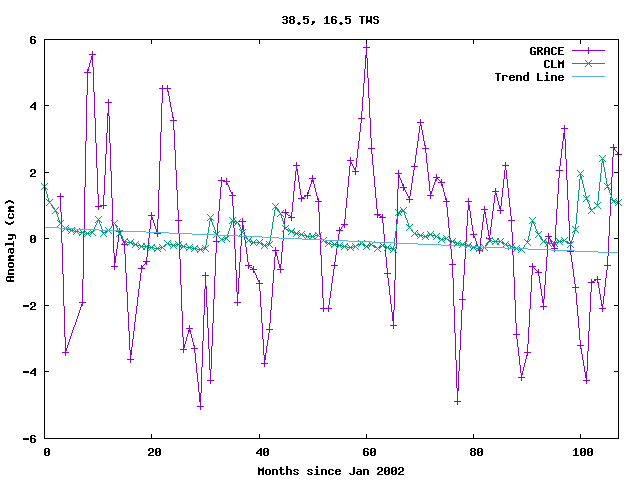 38.5, 16.5 TWS
GRACE
CLM
Trend Line
6
4
2
0
-2
-4
-6
Anomaly (cm)
0 20 40 60 80 100
Months since Jan 2002